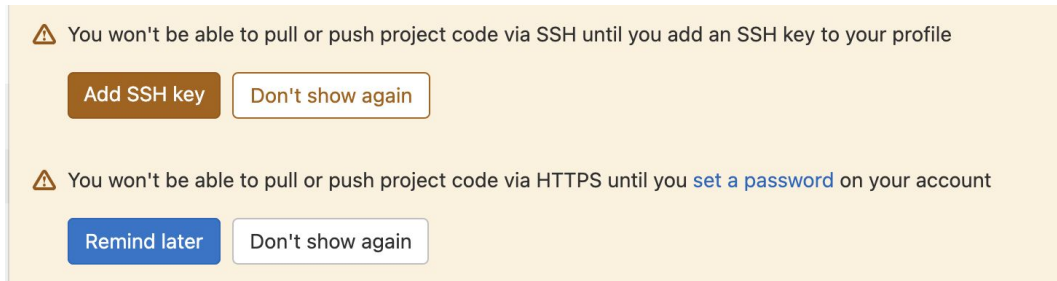 You won't be able to pull or push project code via SSH until you add an SSH key to your profile
Add SSH key Don't show again
You won't be able to pull or push project code via HTTPS until you set a password on your account
Remind later Don't show again